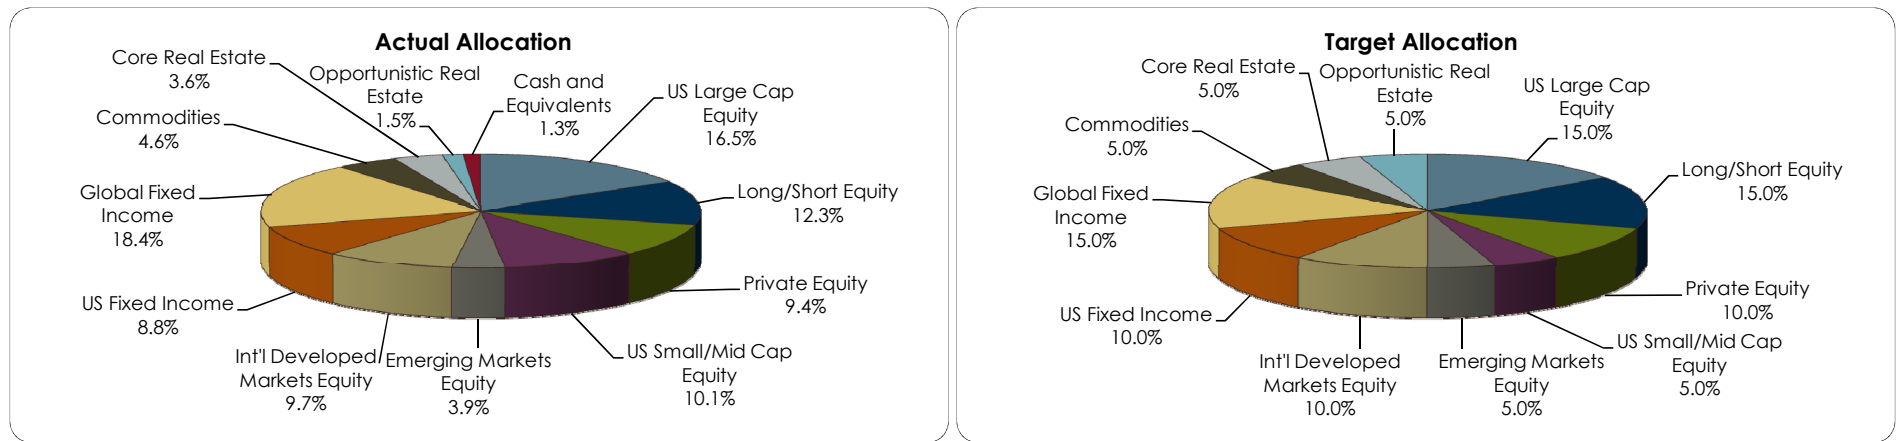 Actual Allocation
Core Real Estate
3.6%
Opportunistic Real
Estate
1.5%
Cash and
Equivalents
1.3%
US Large Cap
Equity
16.5%
Commodities
4.6%
Long/Short Equity
12.3%
Global Fixed
Income
18.4%
Private Equity
9.4%
US Fixed Income
8.8%
US Small/Mid Cap
Equity
10.1%
Int'l Developed
Markets Equity
9.7%
Emerging Markets
Equity
3.9%
Target Allocation
Core Real Estate
5.0%
Opportunistic Real
Estate
5.0%
US Large Cap
Equity
15.0%
Commodities
5.0%
Long/Short Equity
15.0%
Global Fixed
Income
15.0%
Private Equity
10.0%
US Fixed Income
10.0%
US Small/Mid Cap
Equity
5.0%
Int'l Developed
Markets Equity
10.0%
Emerging Markets
Equity
5.0%